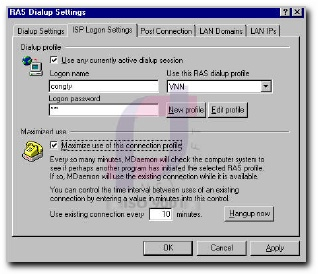 RAS Dialup Settings
Dialup Settings ISP Logon Settings Post Connection LAN Domains LAN IPs
Dialup profile
Use any currently active dialup session
Logon name Use this RAS dialup profile
congty VNN
Logon password
*** New profile Edit profile
Maximized use
Maximize use of this connection profile
Every so many minutes, MDaemon will check the computer system to
see if perhaps another program has initiated the selected RAS profile.
If so, MDaemon will use the existing connection while it is available.
You can control the time interval between uses of an existing
connection by entering a value in minutes into this control.
Use existing connection every 10 minutes. Hangup now
OK Cancel Apply